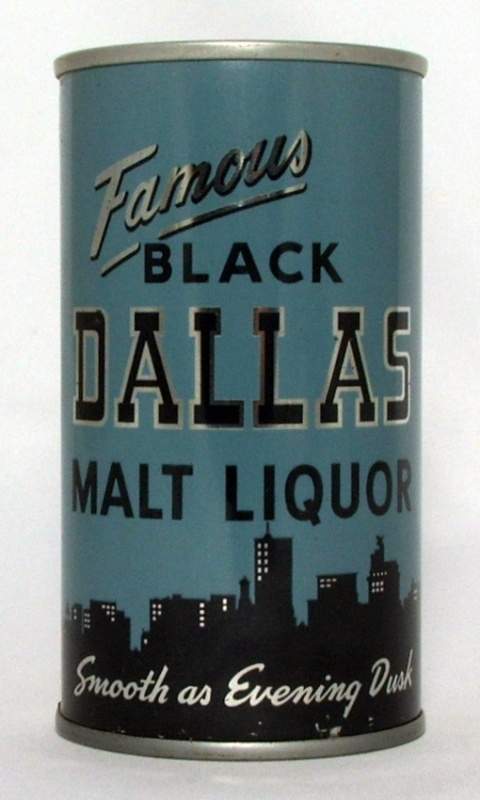 Famous
BLACK
DALLAS
MALT LIQUOR
Smooth as Evening Dusk